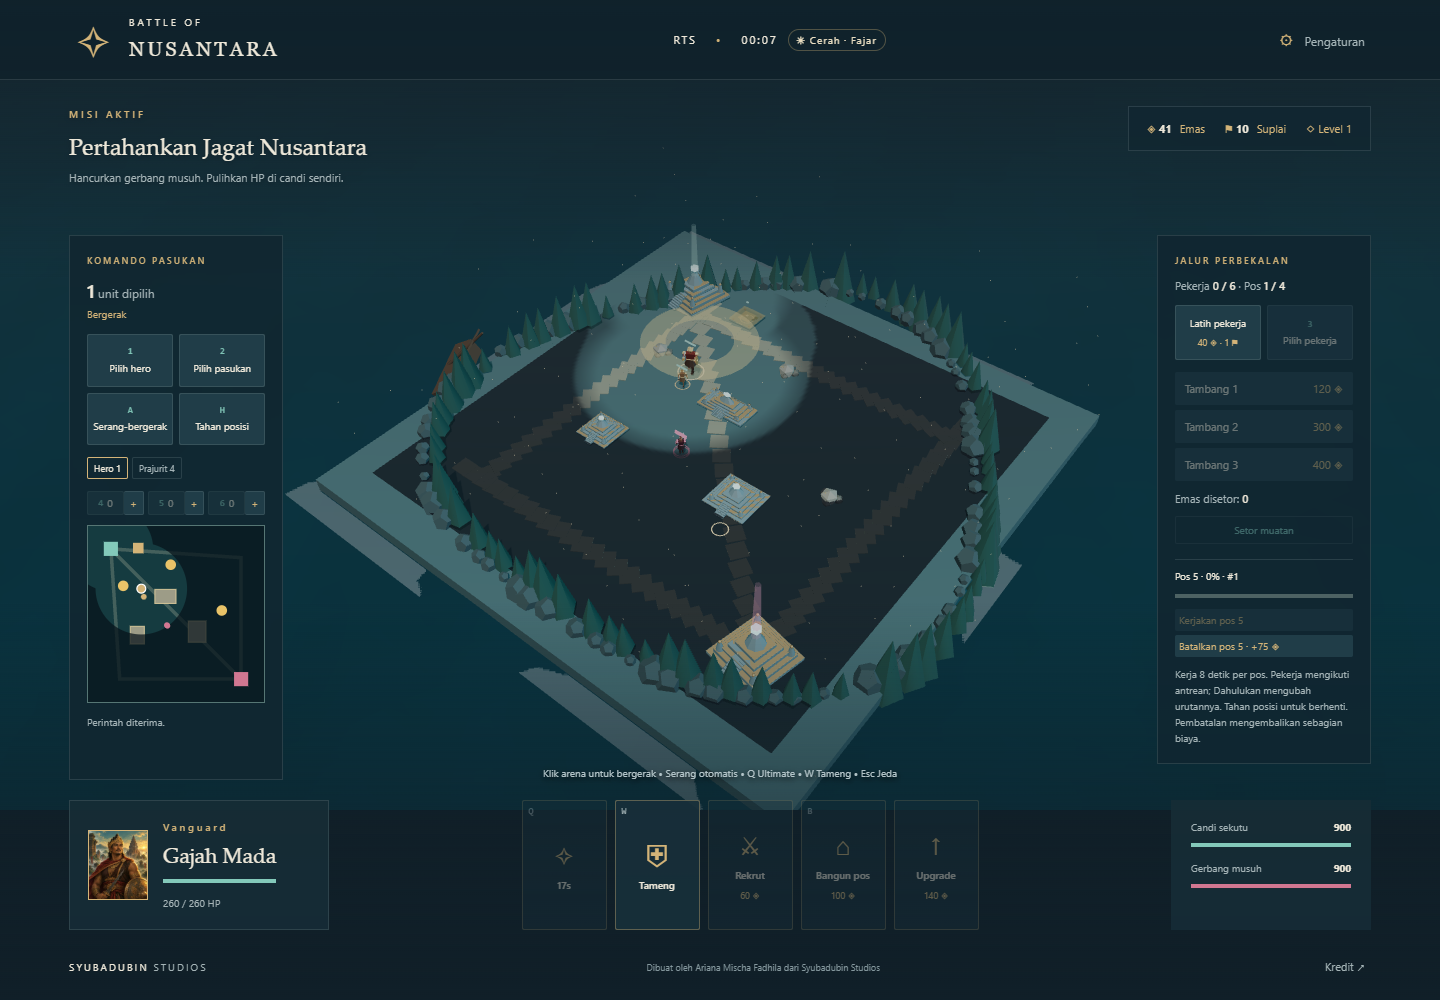 BATTLE OF
NUSANTARA
RTS • 00:07 Cerah · Fajar
Pengaturan
MISI AKTIF
Pertahankan Jagat Nusantara
Hancurkan gerbang musuh. Pulihkan HP di candi sendiri.
41 Emas 10 Suplai Level 1
KOMANDO PASUKAN
1 unit dipilih
Bergerak
1 2
Pilih hero Pilih pasukan
A H
Serang-bergerak Tahan posisi
Hero 1 Prajurit 4
4 0 + 5 0 + 6 0 +
Perintah diterima.
JALUR PERBEKALAN
Pekerja 0 / 6 · Pos 1 / 4
Latih pekerja
40 · 1
3
Pilih pekerja
Tambang 1 120
Tambang 2 300
Tambang 3 400
Emas disetor: 0
Setor muatan
Pos 5 · 0% · #1
Kerjakan pos 5
Batalkan pos 5 · +75
Kerja 8 detik per pos. Pekerja mengikuti
antrean; Dahulukan mengubah
urutannya. Tahan posisi untuk berhenti.
Pembatalan mengembalikan sebagian
biaya.
Klik arena untuk bergerak • Serang otomatis • Q Ultimate • W Tameng • Esc Jeda
Vanguard
Gajah Mada
260 / 260 HP
Q
17s
W
Tameng
Rekrut
60
B
Bangun pos
100
Upgrade
140
Candi sekutu 900
Gerbang musuh 900
SYUBADUBIN STUDIOS
Dibuat oleh Ariana Mischa Fadhila dari Syubadubin Studios
Kredit ↗